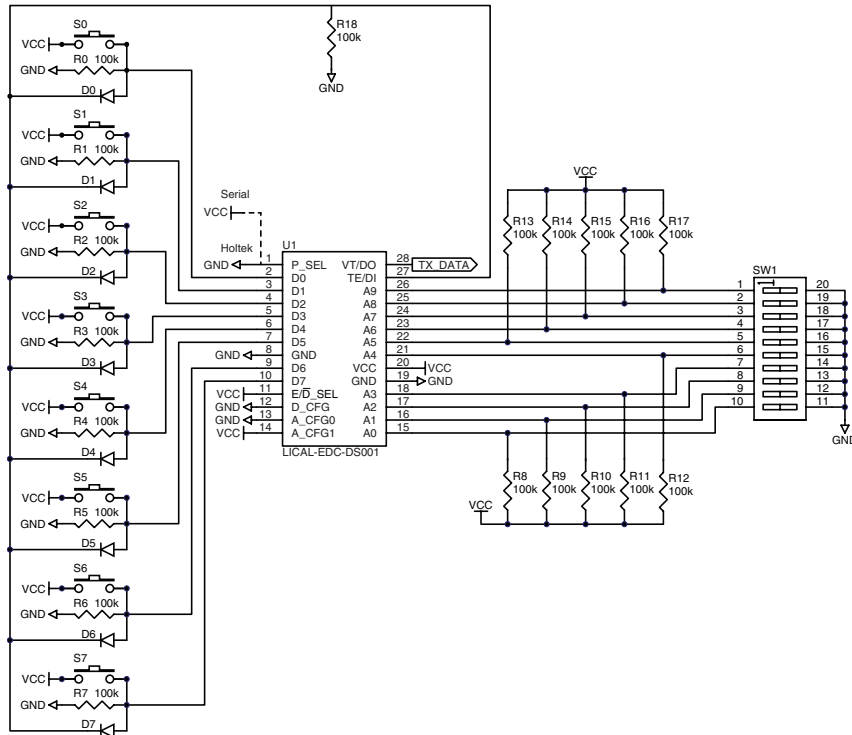 S0
VCC
R0 100k
GND
D0
S1
VCC
R1 100k
GND
D1
S2
VCC
R2 100k
GND
D2
S3
VCC
R3 100k
GND
D3
S4
VCC
R4 100k
GND
D4
S5
VCC
R5 100k
GND
D5
S6
VCC
R6 100k
GND
D6
S7
VCC
R7 100k
GND
D7
R18
100k
GND
Serial
VCC
Holtek
GND
U1
1 P_SEL VT/DO 28 TX_DATA
2 D0 TE/DI 27
3 D1 A9 26
4 D2 A8 25
5 D3 A7 24
6 D4 A6 23
7 D5 A5 22
GND 8 GND A4 21
9 D6 VCC 20 VCC
10 D7 GND 19 GND
VCC 11 E/D_SEL A3 18
GND 12 D_CFG A2 17
GND 13 A_CFG0 A1 16
VCC 14 A_CFG1 A0 15
LICAL-EDC-DS001
VCC
R13 R14 R15 R16 R17
100k 100k 100k 100k 100k
R8 R9 R10 R11 R12
100k 100k 100k 100k 100k
VCC
SW1
1 20
2 19
3 18
4 17
5 16
6 15
7 14
8 13
9 12
10 11
GND